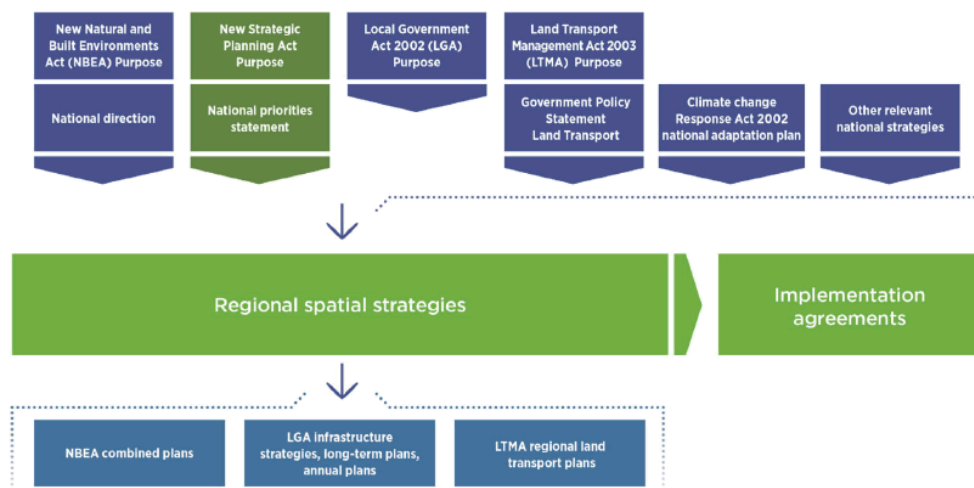 New Natural and
Built Environments
Act (NBEA) Purpose
New Strategic
Planning Act
Purpose
Local Government
Act 2002 (LGA)
Purpose
Land Transport
Management Act 2003
(LTMA) Purpose
National direction
National priorities
statement
Government Policy
Statement
Land Transport
Climate change
Response Act 2002
national adaptation plan
Other relevant
national strategies
Regional spatial strategies
Implementation
agreements
NBEA combined plans
LGA infrastructure
strategies, long-term plans,
annual plans
LTMA regional land
transport plans